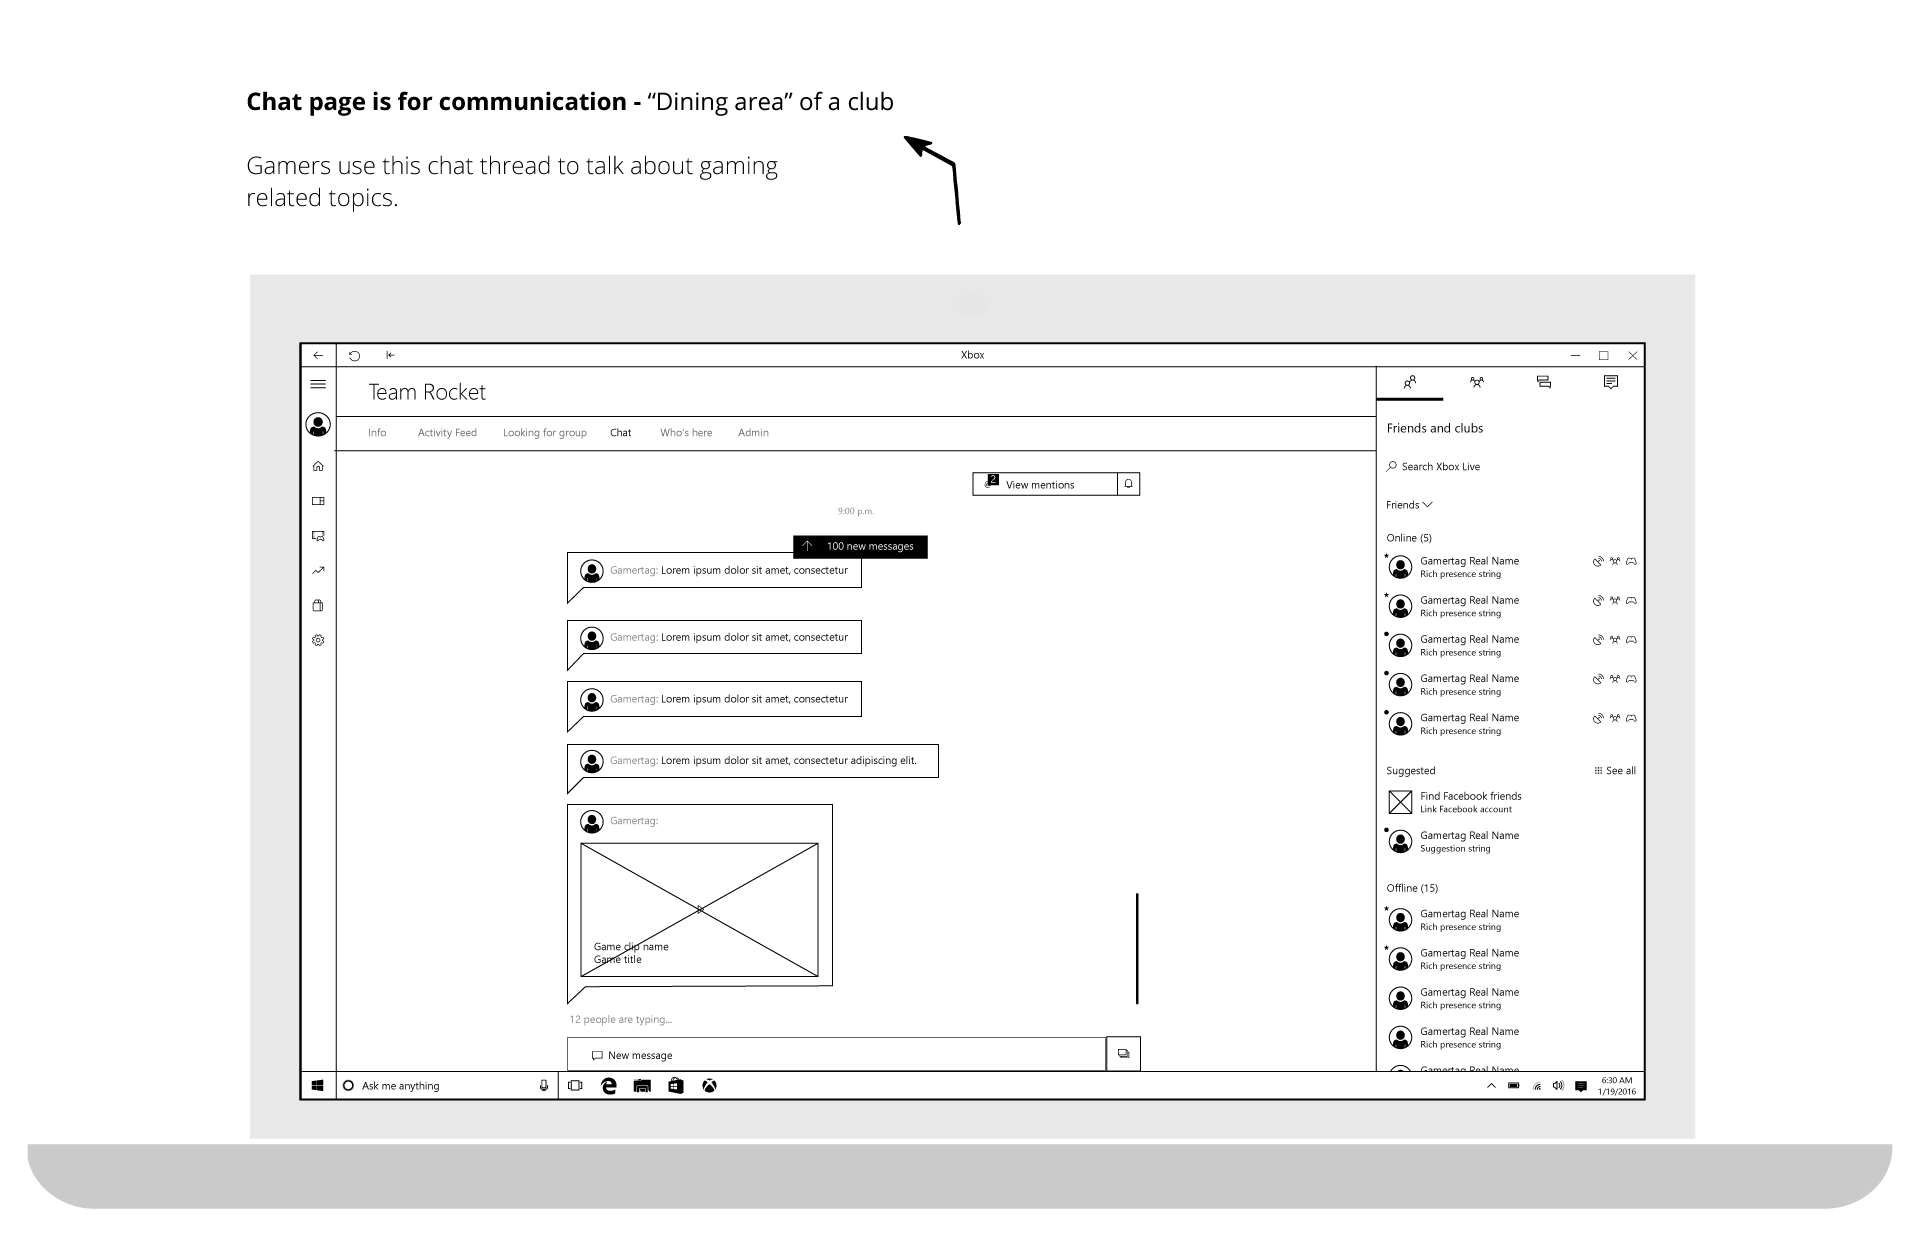 Chat page is for communication - “Dining area” of a club
Gamers use this chat thread to talk about gaming
related topics.
Xbox
Team Rocket
Info
Activity Feed
Looking for group
Chat
Who's here
Admin
2
View mentions
9:00 p.m.
100 new messages
Gamertag: Lorem ipsum dolor sit amet, consectetur
Gamertag: Lorem ipsum dolor sit amet, consectetur
Gamertag: Lorem ipsum dolor sit amet, consectetur
Gamertag: Lorem ipsum dolor sit amet, consectetur adipiscing elit.
Gamertag:
Game clip name
Game title
12 people are typing...
New message
Friends and clubs
Search Xbox Live
Friends
Online (5)
Gamertag Real Name
Rich presence string
Gamertag Real Name
Rich presence string
Gamertag Real Name
Rich presence string
Gamertag Real Name
Rich presence string
Gamertag Real Name
Rich presence string
Suggested
See all
Find Facebook friends
Link Facebook account
Gamertag Real Name
Suggestion string
Offline (15)
Gamertag Real Name
Rich presence string
Gamertag Real Name
Rich presence string
Gamertag Real Name
Rich presence string
Gamertag Real Name
Rich presence string
Gamertag Real Name
Ask me anything
6:30 AM
1/19/2016